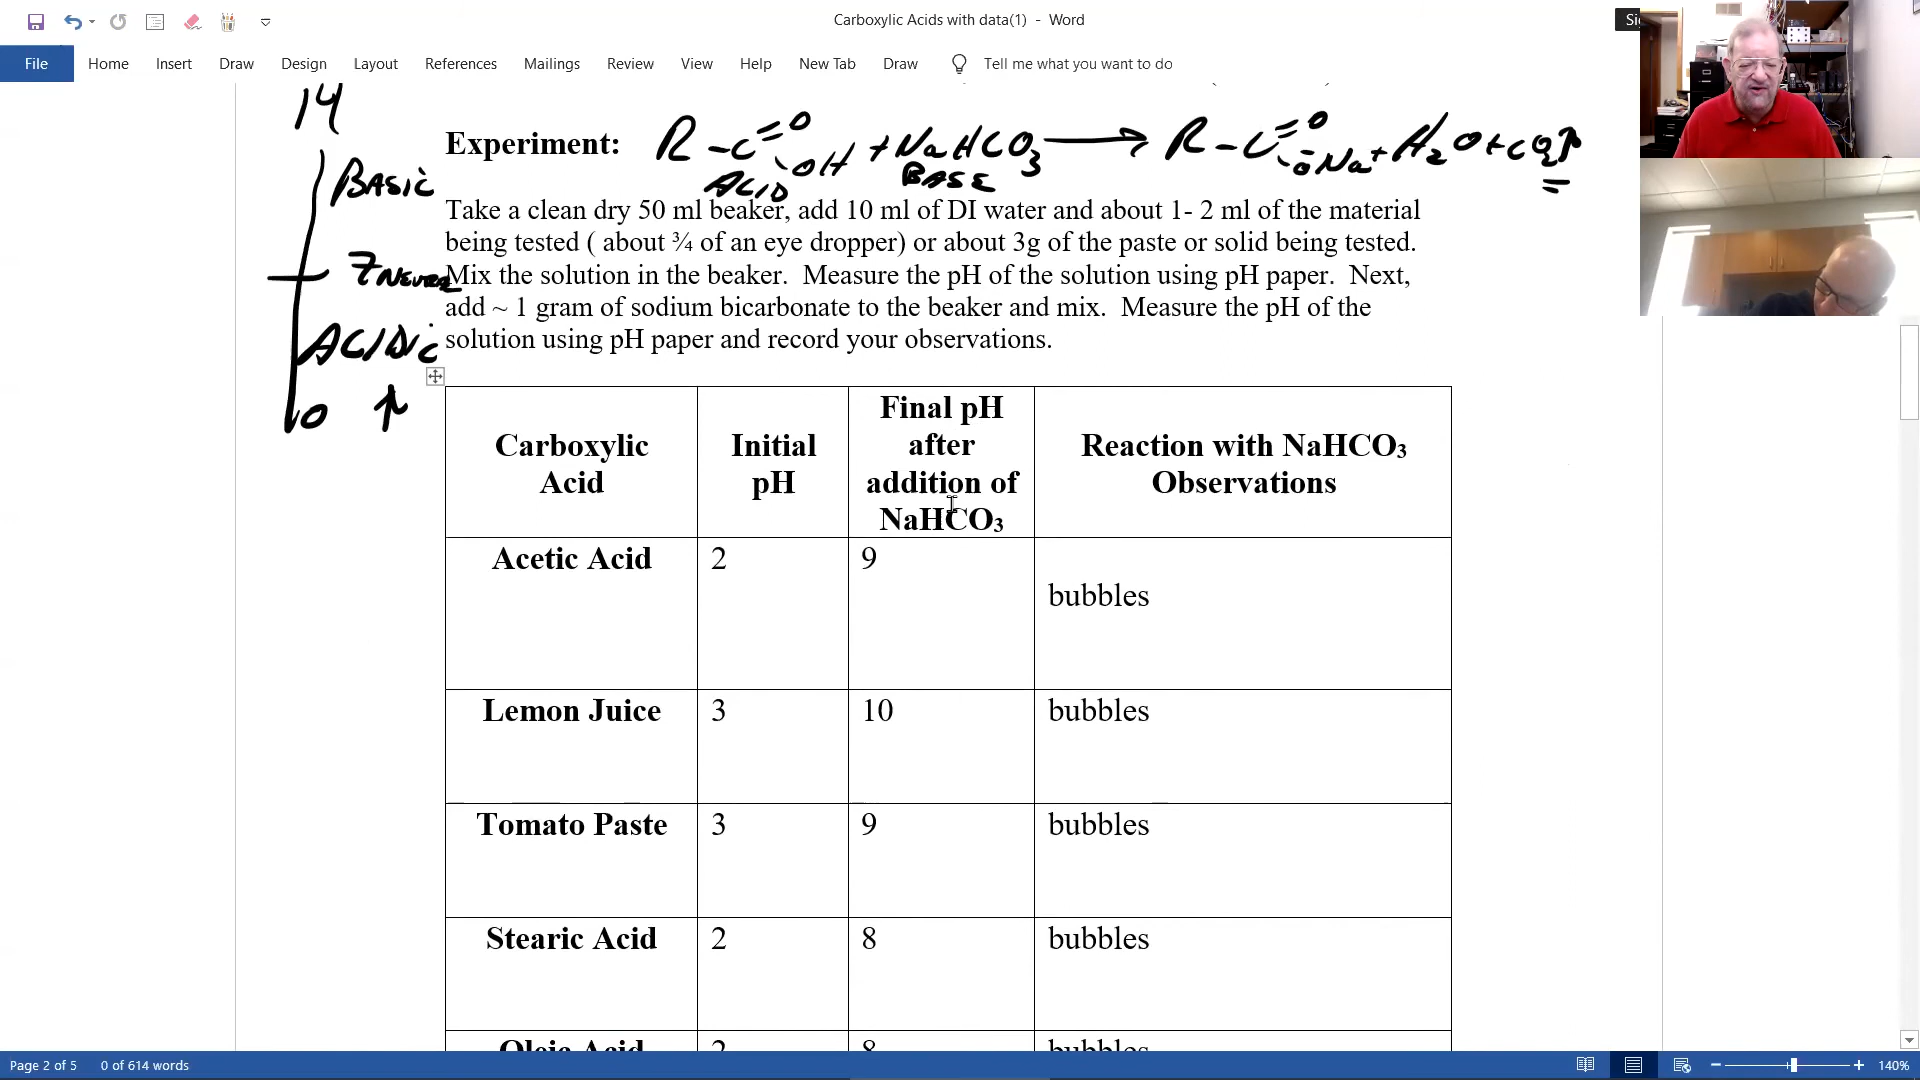 Carboxylic Acids with data(1) - Word
File Home Insert Draw Design Layout References Mailings Review View Help New Tab Draw Tell me what you want to do
14
BASIC
7 NEUTRAL
ACIDIC
0
Experiment: R-C=O OH + NaHCO3 → R-C=O O⁻Na + H2O + CO2↑
ACID BASE
Take a clean dry 50 ml beaker, add 10 ml of DI water and about 1- 2 ml of the material
being tested ( about ¾ of an eye dropper) or about 3g of the paste or solid being tested.
Mix the solution in the beaker. Measure the pH of the solution using pH paper. Next,
add ~ 1 gram of sodium bicarbonate to the beaker and mix. Measure the pH of the
solution using pH paper and record your observations.
Carboxylic
Acid
Initial
pH
Final pH
after
addition of
NaHCO₃
Reaction with NaHCO₃
Observations
Acetic Acid 2 9
bubbles
Lemon Juice 3 10 bubbles
Tomato Paste 3 9 bubbles
Stearic Acid 2 8 bubbles
Oleic Acid 2 8 bubbles
Page 2 of 5 0 of 614 words 140%